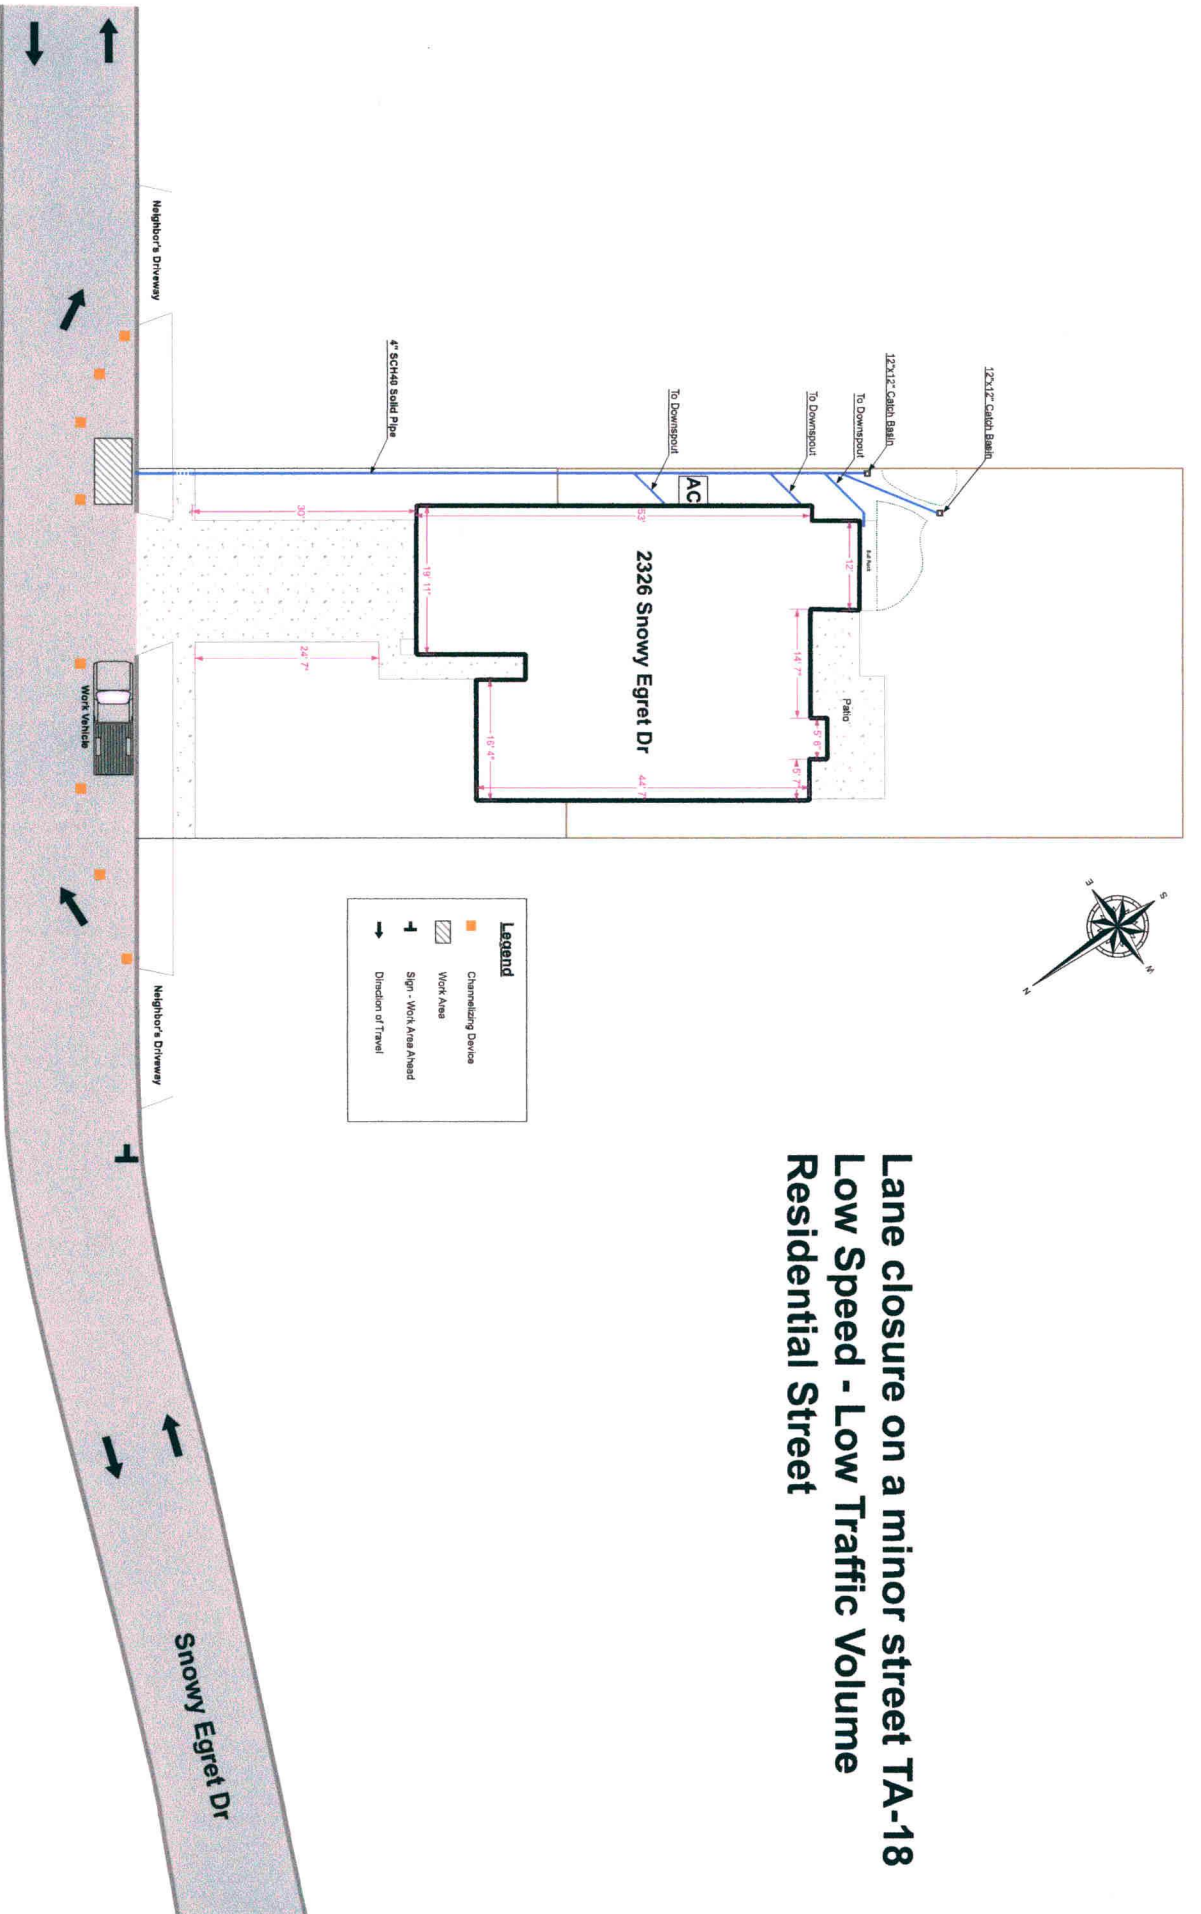 Lane closure on a minor street TA-18
Low Speed - Low Traffic Volume
Residential Street
12"x12" Catch Basin
12"x12" Catch Basin
To Downspout
To Downspout
To Downspout
4" SCH40 Solid Pipe
AC
2326 Snowy Egret Dr
Patio
53'
12'
14' 7"
5' 6"
5' 7"
44' 7"
16' 4"
19' 11"
30'
24' 7"
S
W
E
N
Legend
Channelizing Device
Work Area
Sign - Work Area Ahead
Direction of Travel
Neighbor's Driveway
Work Vehicle
Neighbor's Driveway
Snowy Egret Dr